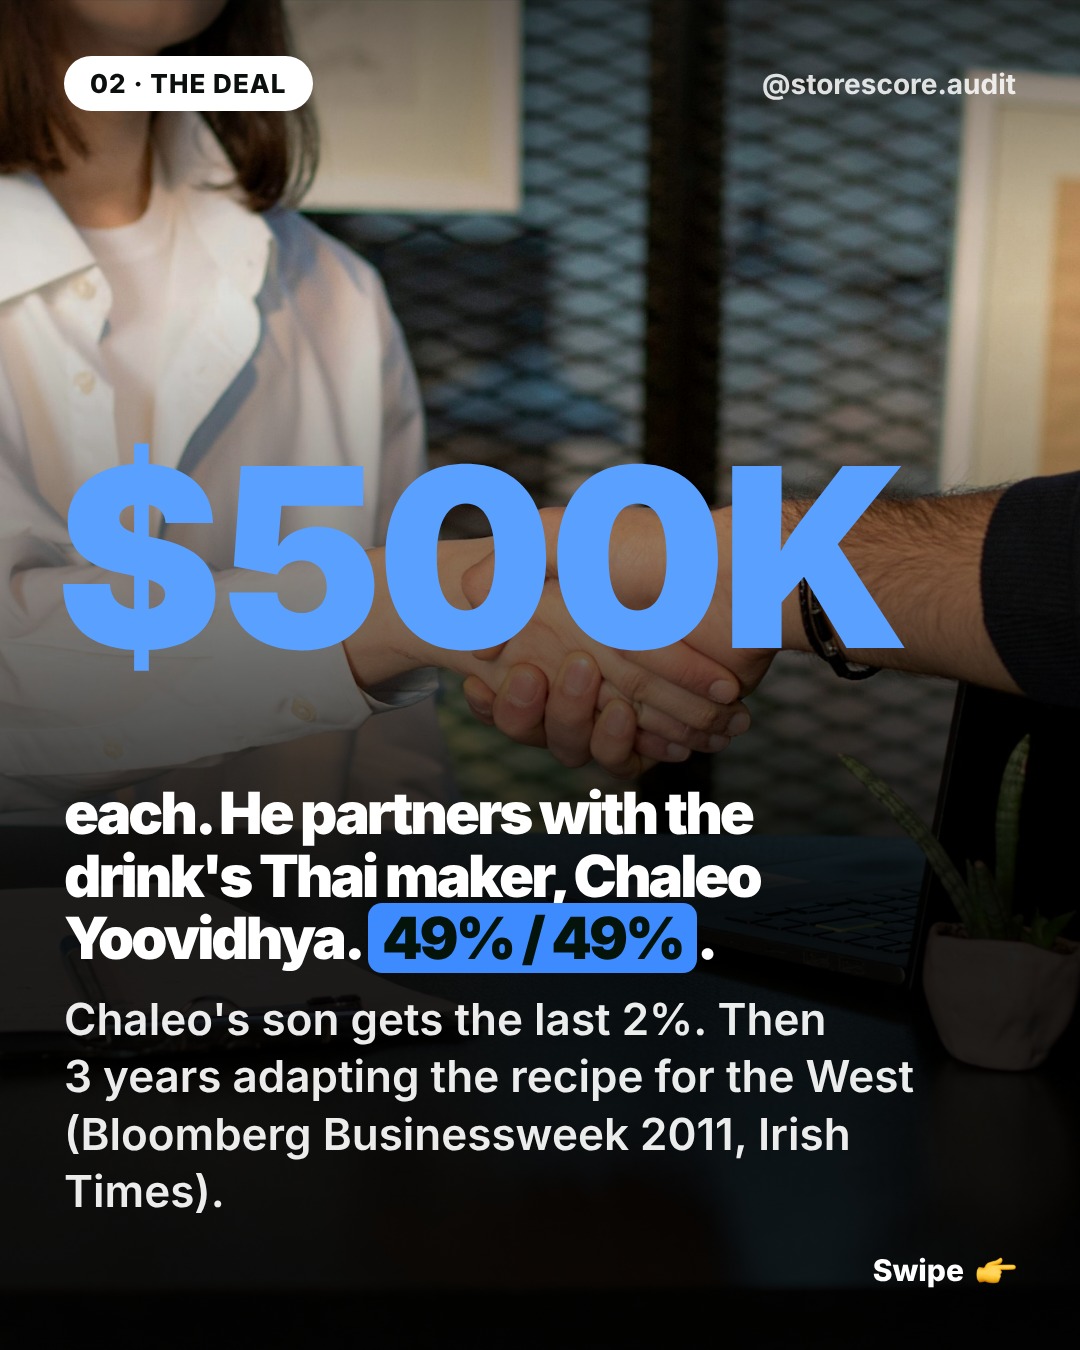 02 · THE DEAL
@storescore.audit
$500K
each. He partners with the
drink's Thai maker, Chaleo
Yoovidhya. 49% / 49% .
Chaleo's son gets the last 2%. Then
3 years adapting the recipe for the West
(Bloomberg Businessweek 2011, Irish
Times).
Swipe 👉